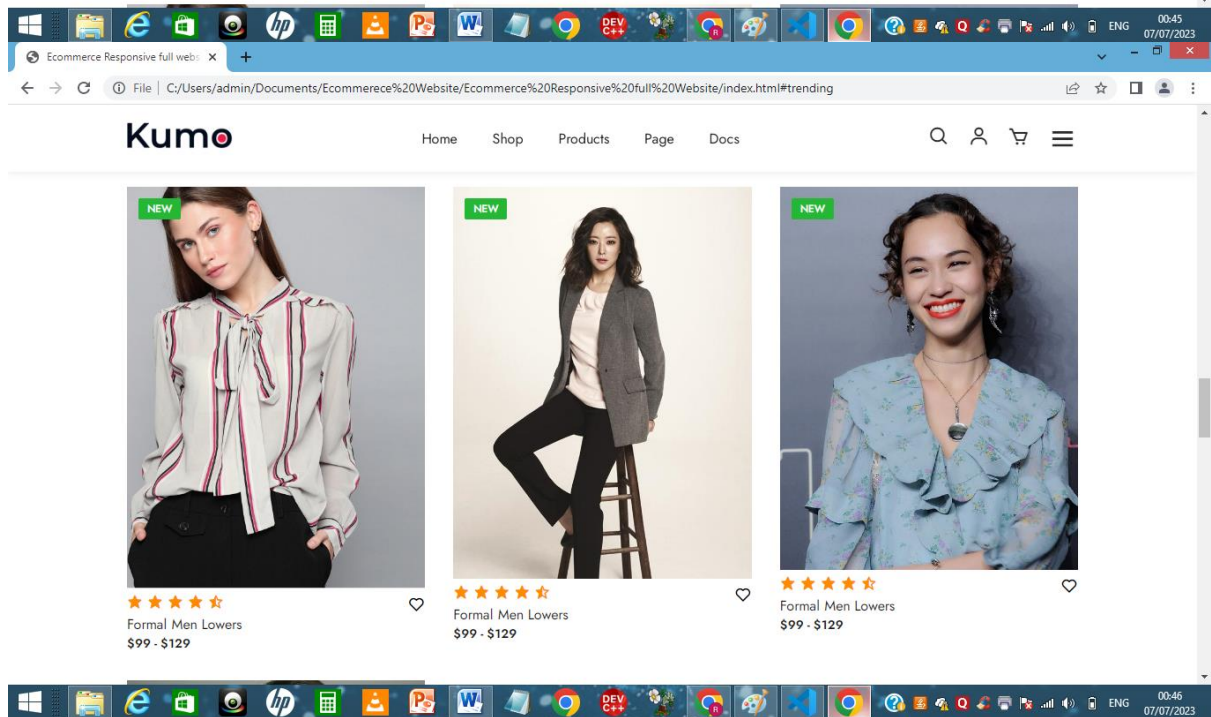 DEV
C++
ENG
00:45
07/07/2023
Ecommerce Responsive full webs
File | C:/Users/admin/Documents/Ecommerece%20Website/Ecommerce%20Responsive%20full%20Website/index.html#trending
Kumo
Home Shop Products Page Docs
NEW NEW NEW
Formal Men Lowers
$99 - $129
Formal Men Lowers
$99 - $129
Formal Men Lowers
$99 - $129
DEV
C++
ENG
00:46
07/07/2023